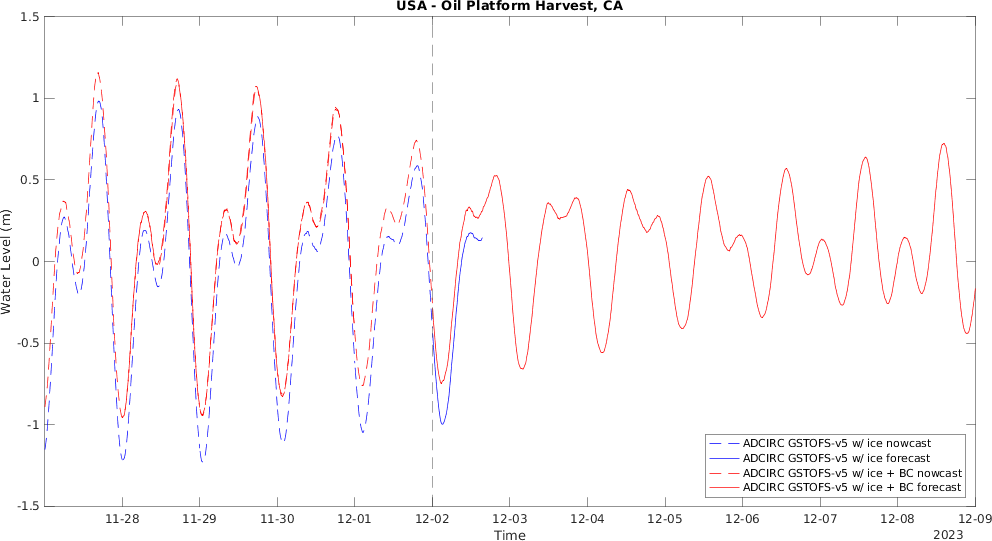 USA - Oil Platform Harvest, CA
1.5
1
0.5
0
-0.5
-1
-1.5
Water Level (m)
ADCIRC GSTOFS-v5 w/ ice nowcast
ADCIRC GSTOFS-v5 w/ ice forecast
ADCIRC GSTOFS-v5 w/ ice + BC nowcast
ADCIRC GSTOFS-v5 w/ ice + BC forecast
11-28 11-29 11-30 12-01 12-02 12-03 12-04 12-05 12-06 12-07 12-08 12-09
Time
2023